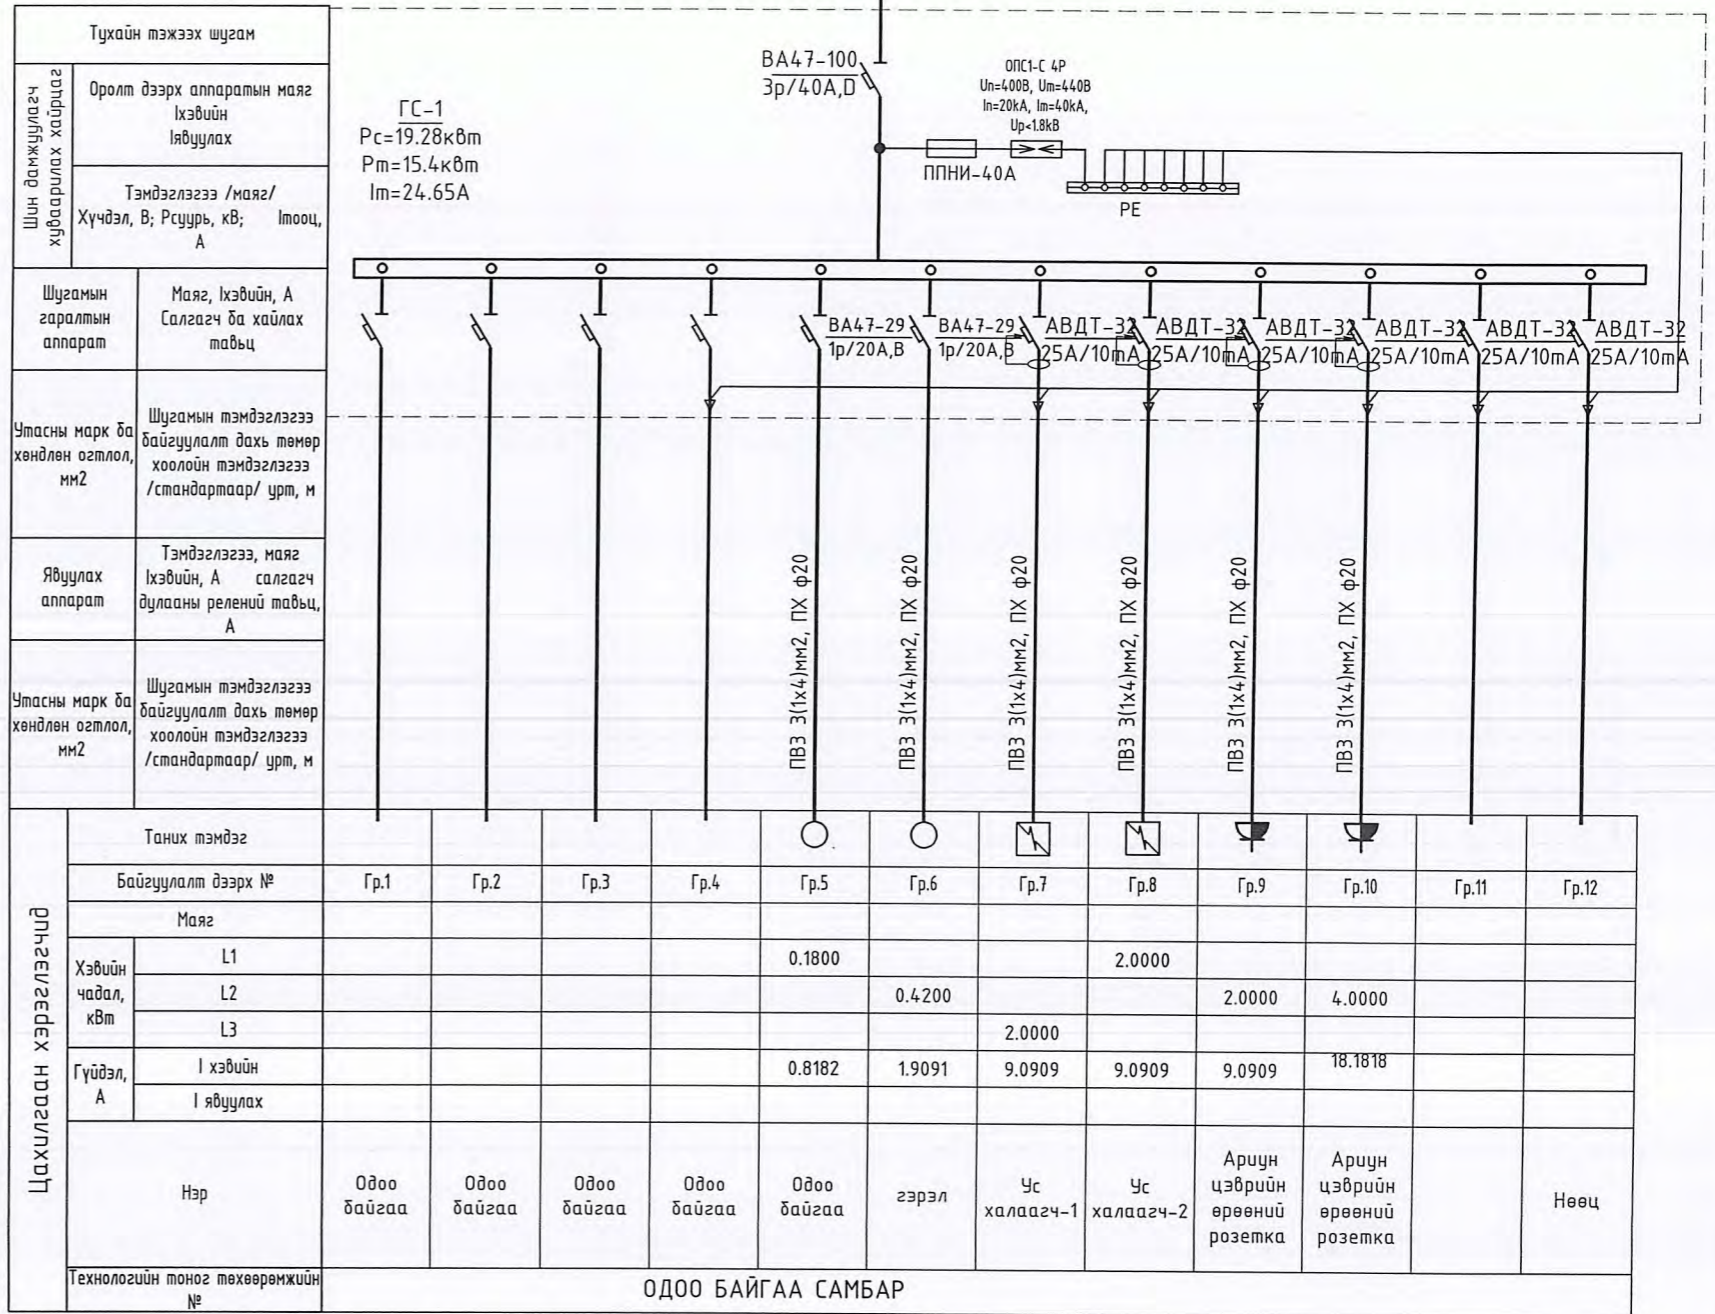 Тухайн тэжээх шугам
Шин дамжуулагч
хуваарилах хайрцаг
Оролт дээрх аппаратын маяг
Iхэвийн
Iявуулах
Тэмдэглэгээ /маяг/
Хүчдэл, В; Рсуурь, кВ; Iтооц,
А
ГС-1
Рс=19.28кВт
Рт=15.4кВт
Iт=24.65А
ВА47-100
3р/40А,D
ОПС1-С 4Р
Un=400В, Um=440В
In=20kA, Im=40kA,
Up<1.8kB
ППНИ-40А
РЕ
Шугамын
гаралтын
аппарат
Маяг, Iхэвийн, А
Салгагч ба хайлах
тавьц
ВА47-29
1р/20А,В
ВА47-29
1р/20А,В
АВДТ-32
25А/10mA
АВДТ-32
25А/10mA
АВДТ-32
25А/10mA
АВДТ-32
25А/10mA
АВДТ-32
25А/10mA
АВДТ-32
25А/10mA
Утасны марк ба
хөндлөн огтлол,
мм2
Шугамын тэмдэглэгээ
байгуулалт дахь төмөр
хоолойн тэмдэглэгээ
/стандартаар/ урт, м
Явуулах
аппарат
Тэмдэглэгээ, маяг
Iхэвийн, А салгагч
дулааны релений тавьц,
А
Утасны марк ба
хөндлөн огтлол,
мм2
Шугамын тэмдэглэгээ
байгуулалт дахь төмөр
хоолойн тэмдэглэгээ
/стандартаар/ урт, м
ПВ3 3(1х4)мм2, ПХ ф20
ПВ3 3(1х4)мм2, ПХ ф20
ПВ3 3(1х4)мм2, ПХ ф20
ПВ3 3(1х4)мм2, ПХ ф20
ПВ3 3(1х4)мм2, ПХ ф20
ПВ3 3(1х4)мм2, ПХ ф20
Цахилгаан хэрэглэгчид
Таних тэмдэг
Байгуулалт дээрх №
Гр.1 Гр.2 Гр.3 Гр.4 Гр.5 Гр.6 Гр.7 Гр.8 Гр.9 Гр.10 Гр.11 Гр.12
Маяг
Хэвийн
чадал,
кВт
L1 0.1800 2.0000
L2 0.4200 2.0000 4.0000
L3 2.0000
Гүйдэл,
А
I хэвийн 0.8182 1.9091 9.0909 9.0909 9.0909 18.1818
I явуулах
Нэр
Одоо
байгаа
Одоо
байгаа
Одоо
байгаа
Одоо
байгаа
Одоо
байгаа
гэрэл
Ус
халаагч-1
Ус
халаагч-2
Ариун
цэврийн
өрөөний
розетка
Ариун
цэврийн
өрөөний
розетка
Нөөц
Технологийн тоног төхөөрөмжийн
№
ОДОО БАЙГАА САМБАР